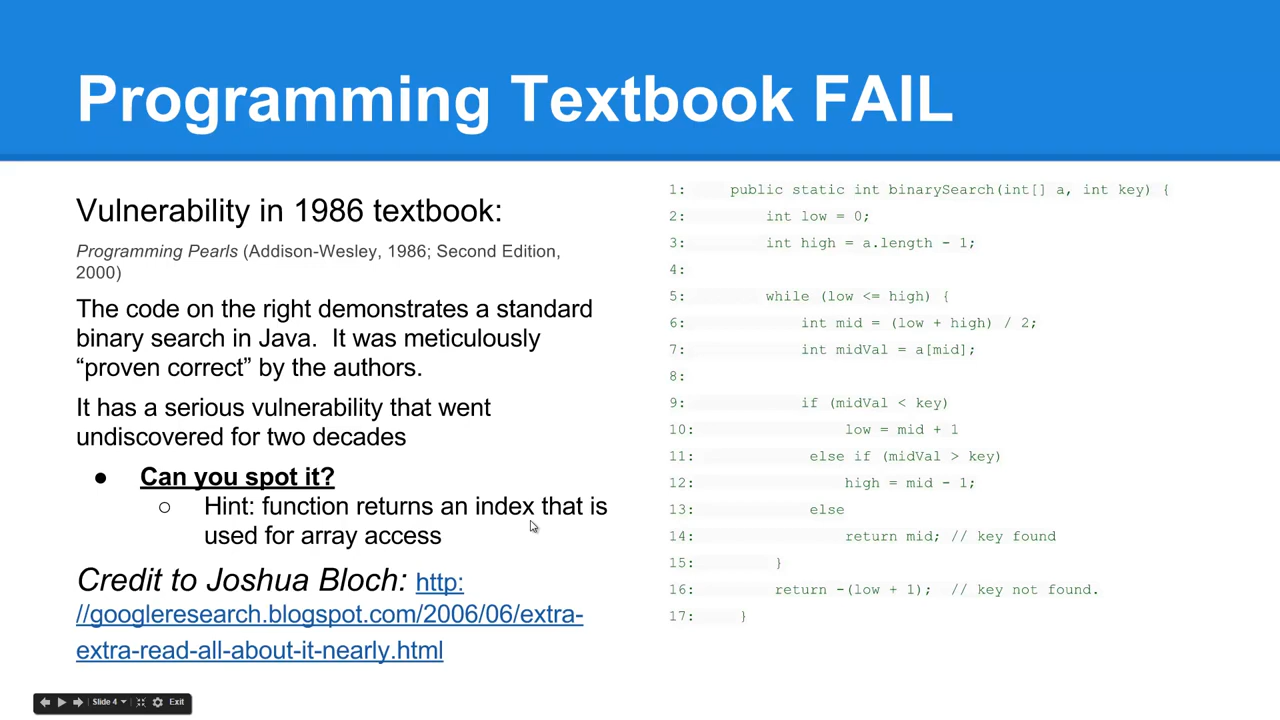 Programming Textbook FAIL
Vulnerability in 1986 textbook:
Programming Pearls (Addison-Wesley, 1986; Second Edition,
2000)
The code on the right demonstrates a standard
binary search in Java.  It was meticulously
“proven correct” by the authors.
It has a serious vulnerability that went
undiscovered for two decades
● Can you spot it?
○ Hint: function returns an index that is
used for array access
Credit to Joshua Bloch: http:
//googleresearch.blogspot.com/2006/06/extra-
extra-read-all-about-it-nearly.html
1:     public static int binarySearch(int[] a, int key) {
2:         int low = 0;
3:         int high = a.length - 1;
4:
5:         while (low <= high) {
6:             int mid = (low + high) / 2;
7:             int midVal = a[mid];
8:
9:             if (midVal < key)
10:                 low = mid + 1
11:             else if (midVal > key)
12:                 high = mid - 1;
13:             else
14:                 return mid; // key found
15:         }
16:         return -(low + 1);  // key not found.
17:     }
Slide 4 Exit